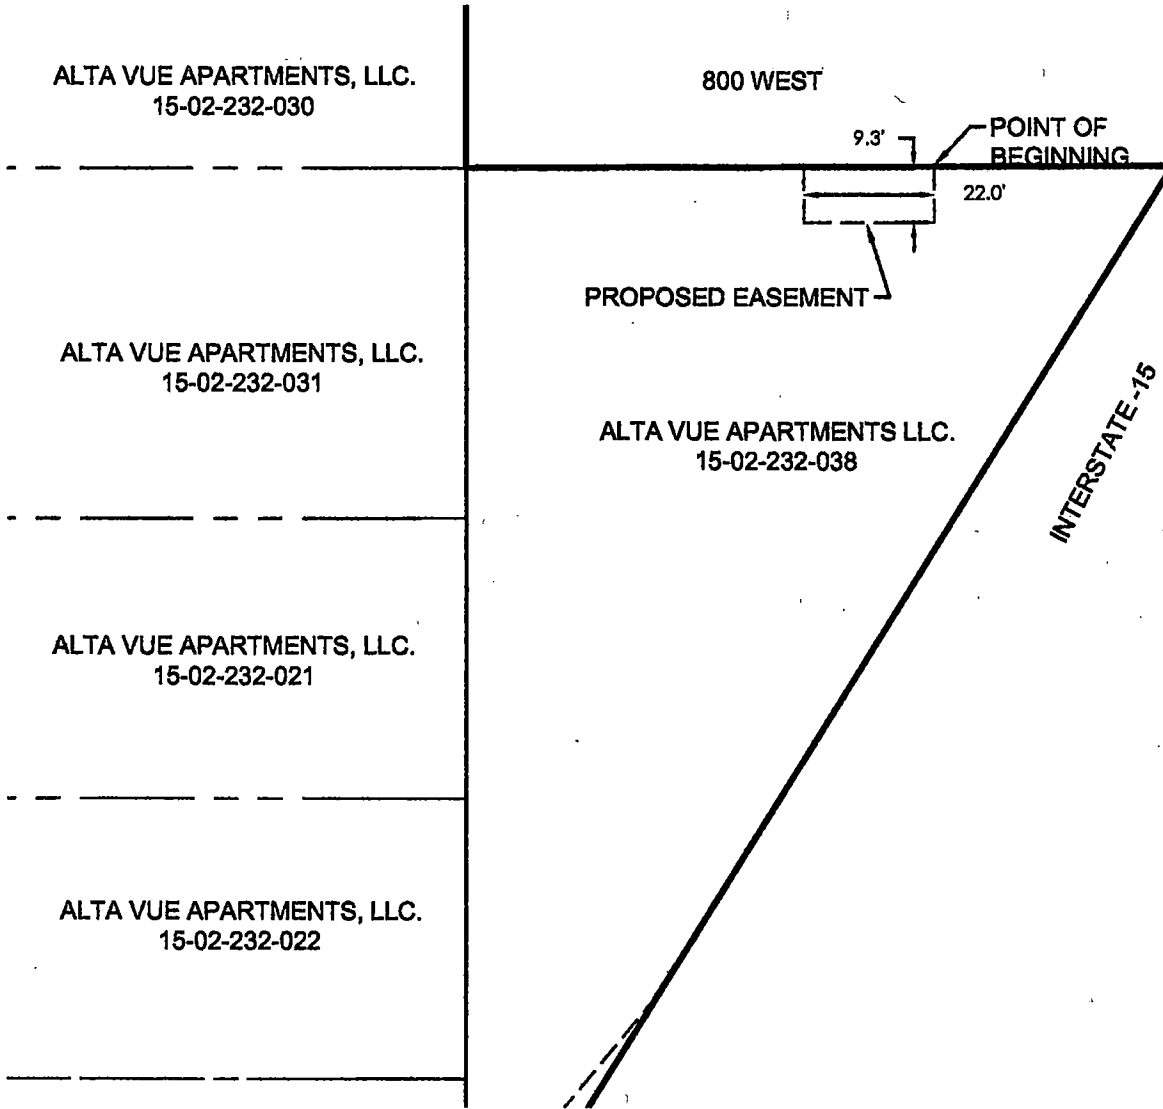 ALTA VUE APARTMENTS, LLC.
15-02-232-030
800 WEST
9.3'
POINT OF
BEGINNING
22.0'
PROPOSED EASEMENT
ALTA VUE APARTMENTS, LLC.
15-02-232-031
ALTA VUE APARTMENTS LLC.
15-02-232-038
INTERSTATE -15
ALTA VUE APARTMENTS, LLC.
15-02-232-021
ALTA VUE APARTMENTS, LLC.
15-02-232-022